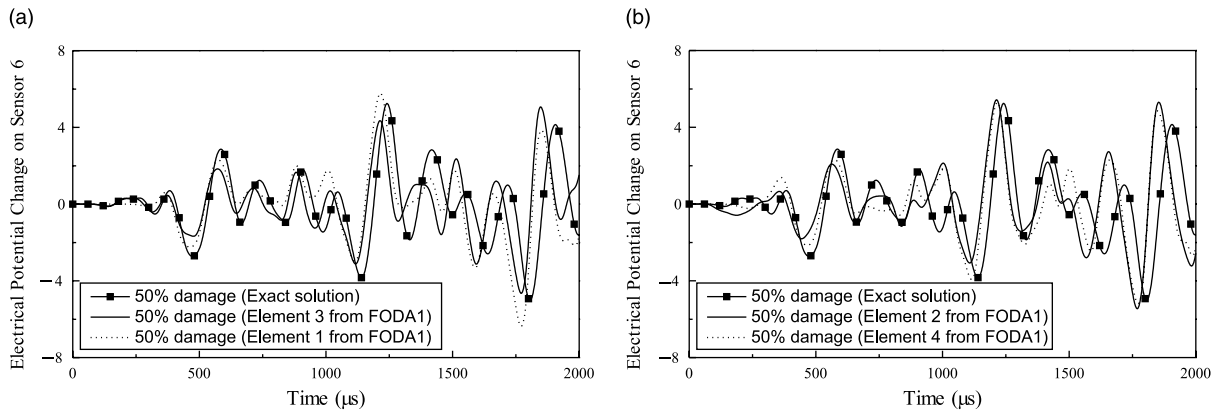 (a)
Electrical Potential Change on Sensor 6
8
4
0
−4
−8
50% damage (Exact solution)
50% damage (Element 3 from FODA1)
50% damage (Element 1 from FODA1)
0
500
1000
1500
2000
Time (μs)
(b)
Electrical Potential Change on Sensor 6
8
4
0
−4
−8
50% damage (Exact solution)
50% damage (Element 2 from FODA1)
50% damage (Element 4 from FODA1)
0
500
1000
1500
2000
Time (μs)